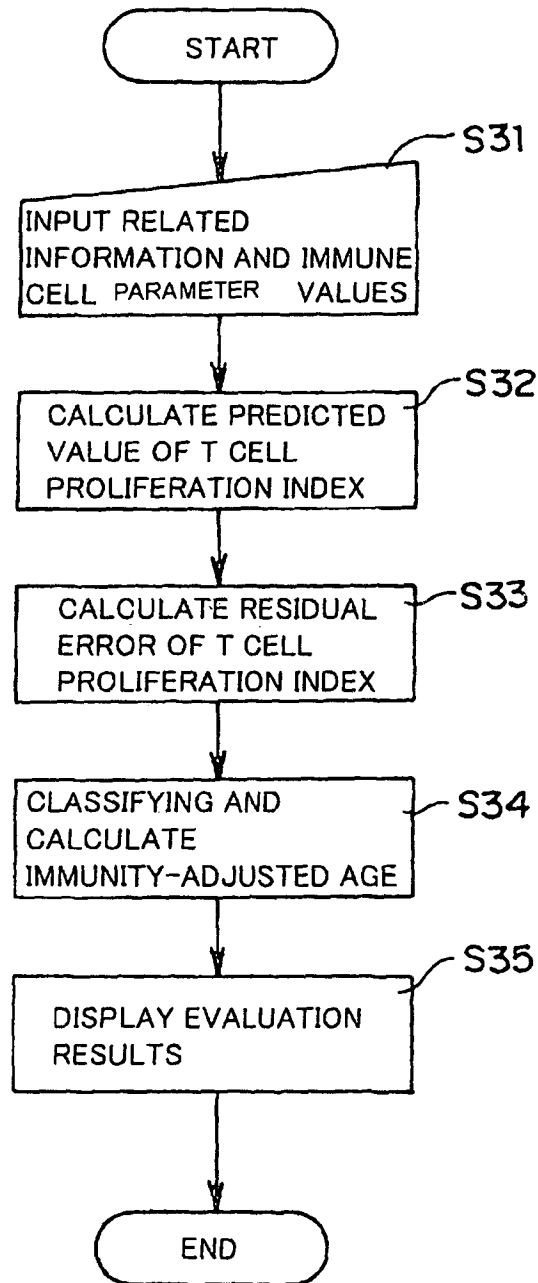 START
S31
INPUT RELATED
INFORMATION AND IMMUNE
CELL PARAMETER VALUES
S32
CALCULATE PREDICTED
VALUE OF T CELL
PROLIFERATION INDEX
S33
CALCULATE RESIDUAL
ERROR OF T CELL
PROLIFERATION INDEX
S34
CLASSIFYING AND
CALCULATE
IMMUNITY-ADJUSTED AGE
S35
DISPLAY EVALUATION
RESULTS
END